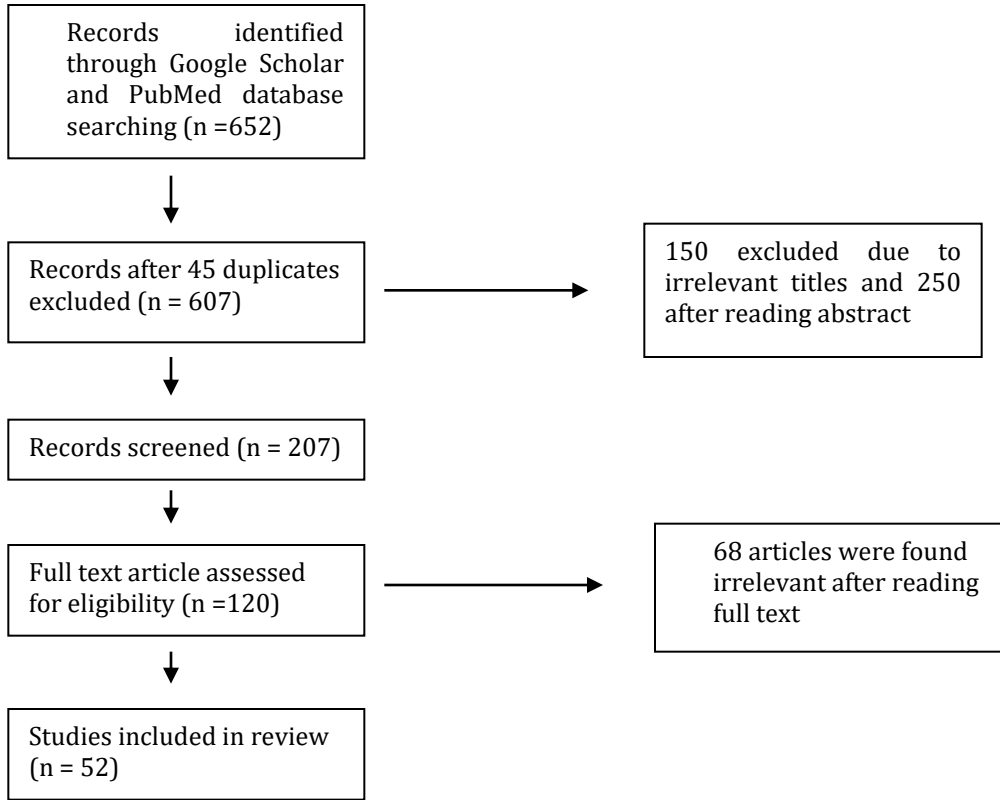 Records identified
through Google Scholar
and PubMed database
searching (n =652)
Records after 45 duplicates
excluded (n = 607)
150 excluded due to
irrelevant titles and 250
after reading abstract
Records screened (n = 207)
Full text article assessed
for eligibility (n =120)
68 articles were found
irrelevant after reading
full text
Studies included in review
(n = 52)